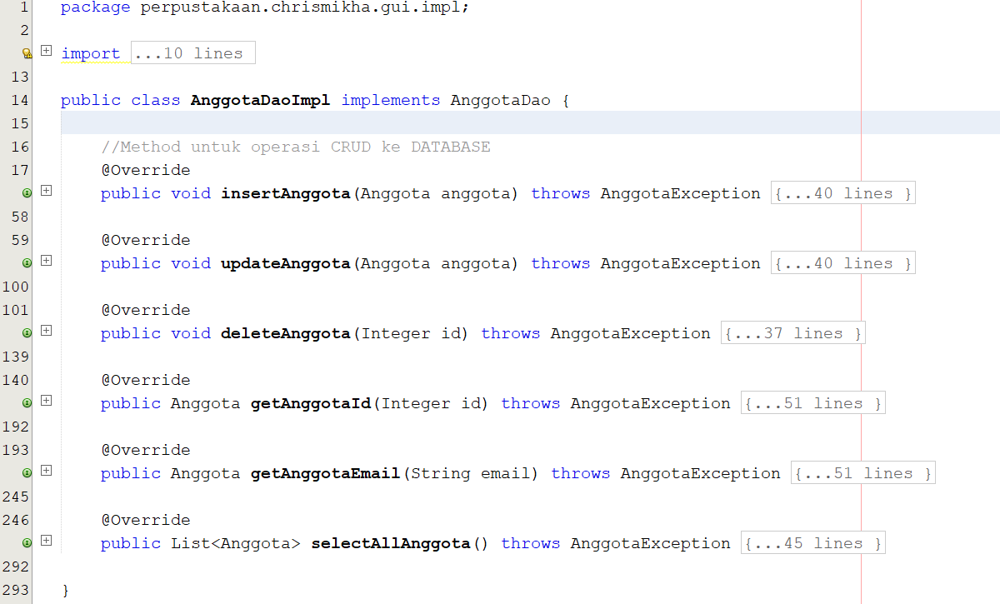 1 package perpustakaan.chrismikha.gui.impl;
2
import ...10 lines
13
14 public class AnggotaDaoImpl implements AnggotaDao {
15
16 //Method untuk operasi CRUD ke DATABASE
17 @Override
public void insertAnggota(Anggota anggota) throws AnggotaException {...40 lines }
58
59 @Override
public void updateAnggota(Anggota anggota) throws AnggotaException {...40 lines }
100
101 @Override
public void deleteAnggota(Integer id) throws AnggotaException {...37 lines }
139
140 @Override
public Anggota getAnggotaId(Integer id) throws AnggotaException {...51 lines }
192
193 @Override
public Anggota getAnggotaEmail(String email) throws AnggotaException {...51 lines }
245
246 @Override
public List<Anggota> selectAllAnggota() throws AnggotaException {...45 lines }
292
293 }